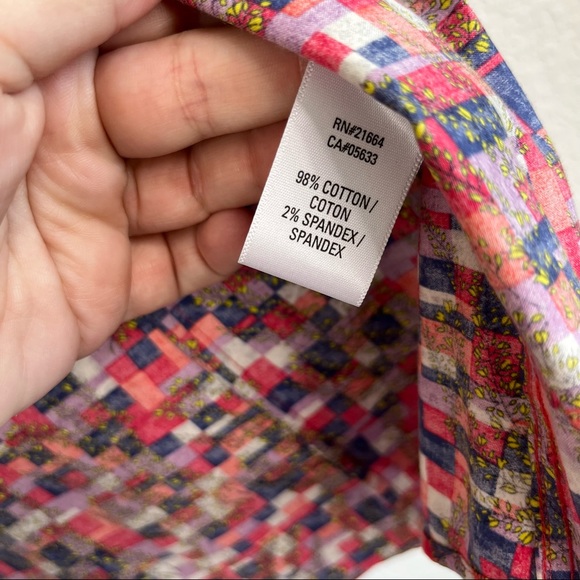 RN#21664
CA#05633
98% COTTON /
COTON
2% SPANDEX /
SPANDEX